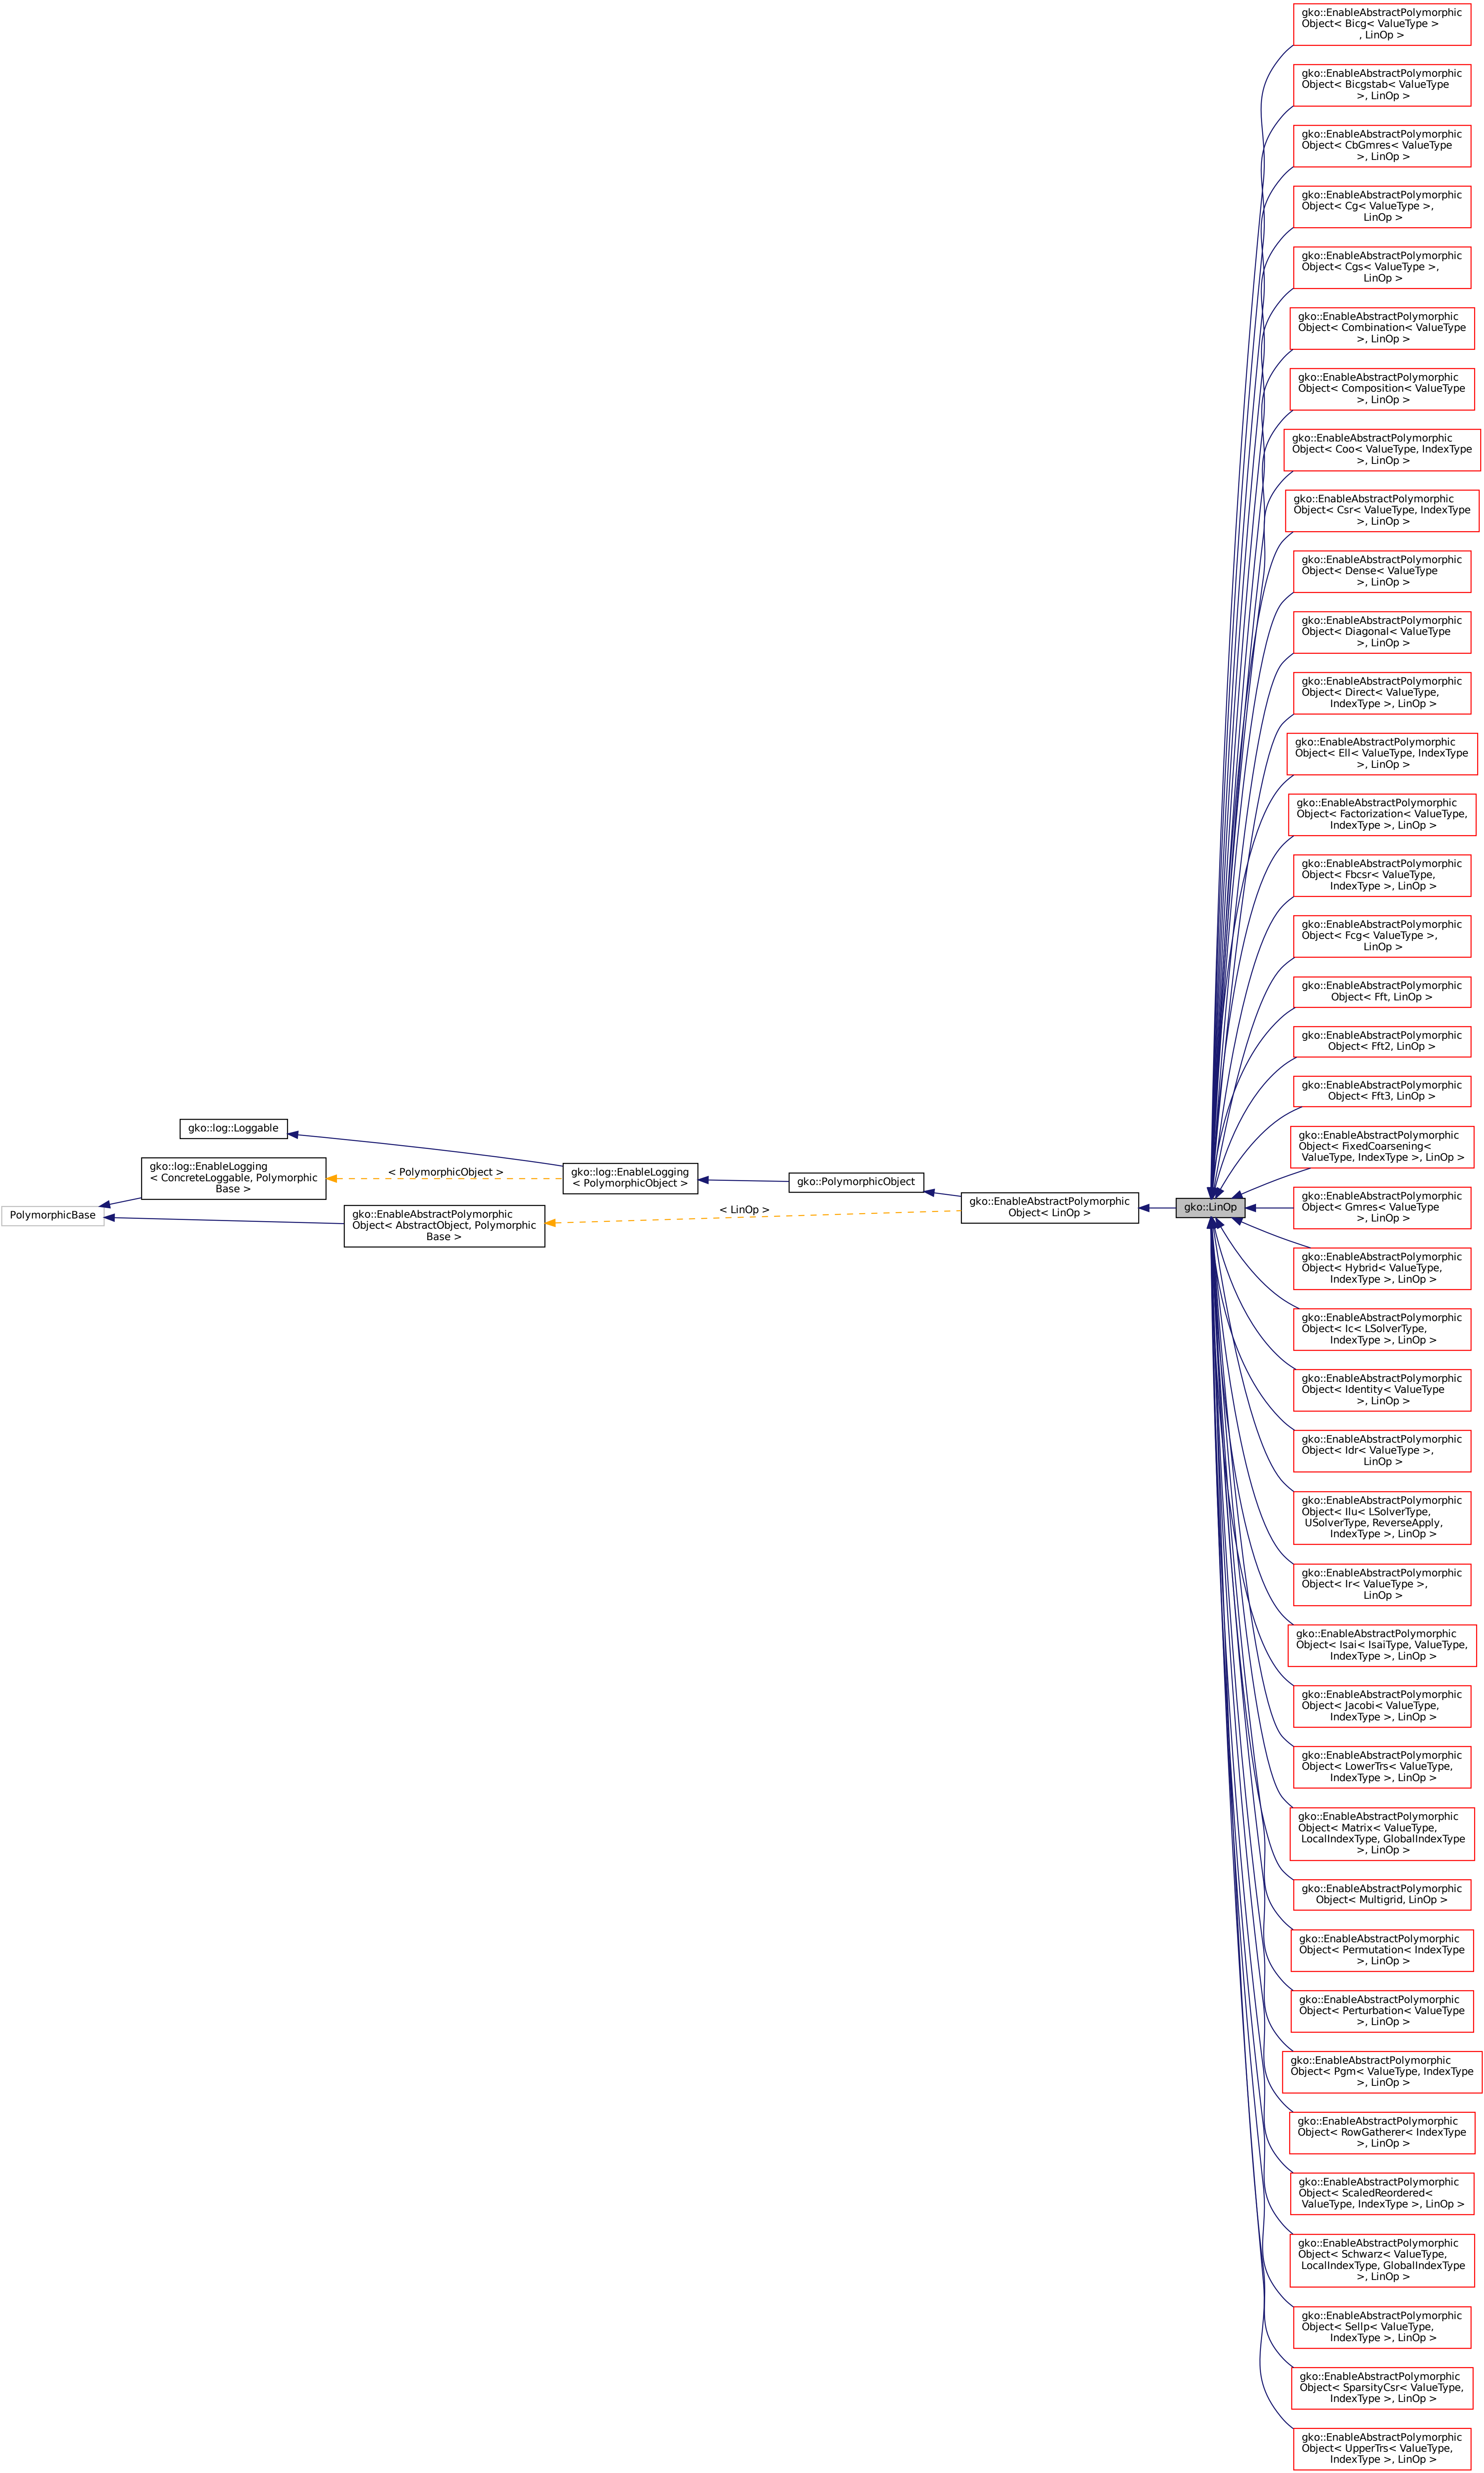 gko::EnableAbstractPolymorphic
Object< Bicg< ValueType >
, LinOp >
gko::EnableAbstractPolymorphic
Object< Bicgstab< ValueType
>, LinOp >
gko::EnableAbstractPolymorphic
Object< CbGmres< ValueType
>, LinOp >
gko::EnableAbstractPolymorphic
Object< Cg< ValueType >,
LinOp >
gko::EnableAbstractPolymorphic
Object< Cgs< ValueType >,
LinOp >
gko::EnableAbstractPolymorphic
Object< Combination< ValueType
>, LinOp >
gko::EnableAbstractPolymorphic
Object< Composition< ValueType
>, LinOp >
gko::EnableAbstractPolymorphic
Object< Coo< ValueType, IndexType
>, LinOp >
gko::EnableAbstractPolymorphic
Object< Csr< ValueType, IndexType
>, LinOp >
gko::EnableAbstractPolymorphic
Object< Dense< ValueType
>, LinOp >
gko::EnableAbstractPolymorphic
Object< Diagonal< ValueType
>, LinOp >
gko::EnableAbstractPolymorphic
Object< Direct< ValueType,
IndexType >, LinOp >
gko::EnableAbstractPolymorphic
Object< Ell< ValueType, IndexType
>, LinOp >
gko::EnableAbstractPolymorphic
Object< Factorization< ValueType,
IndexType >, LinOp >
gko::EnableAbstractPolymorphic
Object< Fbcsr< ValueType,
IndexType >, LinOp >
gko::EnableAbstractPolymorphic
Object< Fcg< ValueType >,
LinOp >
gko::EnableAbstractPolymorphic
Object< Fft, LinOp >
gko::EnableAbstractPolymorphic
Object< Fft2, LinOp >
gko::EnableAbstractPolymorphic
Object< Fft3, LinOp >
gko::log::Loggable
gko::log::EnableLogging
< ConcreteLoggable, Polymorphic
Base >
PolymorphicBase
< PolymorphicObject >
gko::log::EnableLogging
< PolymorphicObject >
gko::PolymorphicObject
gko::EnableAbstractPolymorphic
Object< AbstractObject, Polymorphic
Base >
< LinOp >
gko::EnableAbstractPolymorphic
Object< LinOp >
gko::LinOp
gko::EnableAbstractPolymorphic
Object< FixedCoarsening<
ValueType, IndexType >, LinOp >
gko::EnableAbstractPolymorphic
Object< Gmres< ValueType
>, LinOp >
gko::EnableAbstractPolymorphic
Object< Hybrid< ValueType,
IndexType >, LinOp >
gko::EnableAbstractPolymorphic
Object< Ic< LSolverType,
IndexType >, LinOp >
gko::EnableAbstractPolymorphic
Object< Identity< ValueType
>, LinOp >
gko::EnableAbstractPolymorphic
Object< Idr< ValueType >,
LinOp >
gko::EnableAbstractPolymorphic
Object< Ilu< LSolverType,
USolverType, ReverseApply,
IndexType >, LinOp >
gko::EnableAbstractPolymorphic
Object< Ir< ValueType >,
LinOp >
gko::EnableAbstractPolymorphic
Object< Isai< IsaiType, ValueType,
IndexType >, LinOp >
gko::EnableAbstractPolymorphic
Object< Jacobi< ValueType,
IndexType >, LinOp >
gko::EnableAbstractPolymorphic
Object< LowerTrs< ValueType,
IndexType >, LinOp >
gko::EnableAbstractPolymorphic
Object< Matrix< ValueType,
LocalIndexType, GlobalIndexType
>, LinOp >
gko::EnableAbstractPolymorphic
Object< Multigrid, LinOp >
gko::EnableAbstractPolymorphic
Object< Permutation< IndexType
>, LinOp >
gko::EnableAbstractPolymorphic
Object< Perturbation< ValueType
>, LinOp >
gko::EnableAbstractPolymorphic
Object< Pgm< ValueType, IndexType
>, LinOp >
gko::EnableAbstractPolymorphic
Object< RowGatherer< IndexType
>, LinOp >
gko::EnableAbstractPolymorphic
Object< ScaledReordered<
ValueType, IndexType >, LinOp >
gko::EnableAbstractPolymorphic
Object< Schwarz< ValueType,
LocalIndexType, GlobalIndexType
>, LinOp >
gko::EnableAbstractPolymorphic
Object< Sellp< ValueType,
IndexType >, LinOp >
gko::EnableAbstractPolymorphic
Object< SparsityCsr< ValueType,
IndexType >, LinOp >
gko::EnableAbstractPolymorphic
Object< UpperTrs< ValueType,
IndexType >, LinOp >